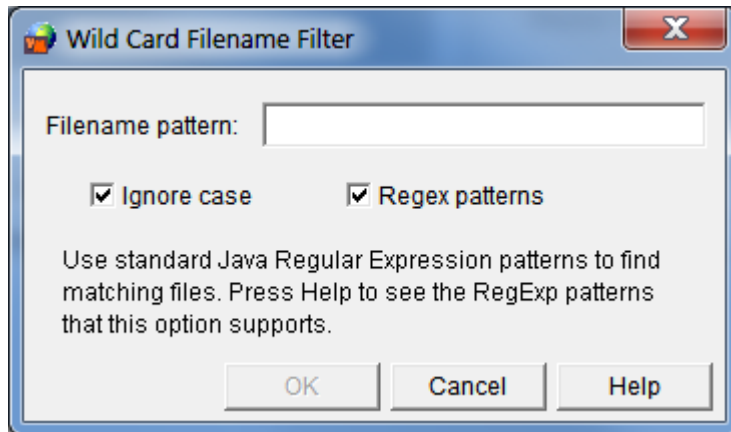 Wild Card Filename Filter
Filename pattern:
Ignore case Regex patterns
Use standard Java Regular Expression patterns to find
matching files. Press Help to see the RegExp patterns
that this option supports.
OK Cancel Help